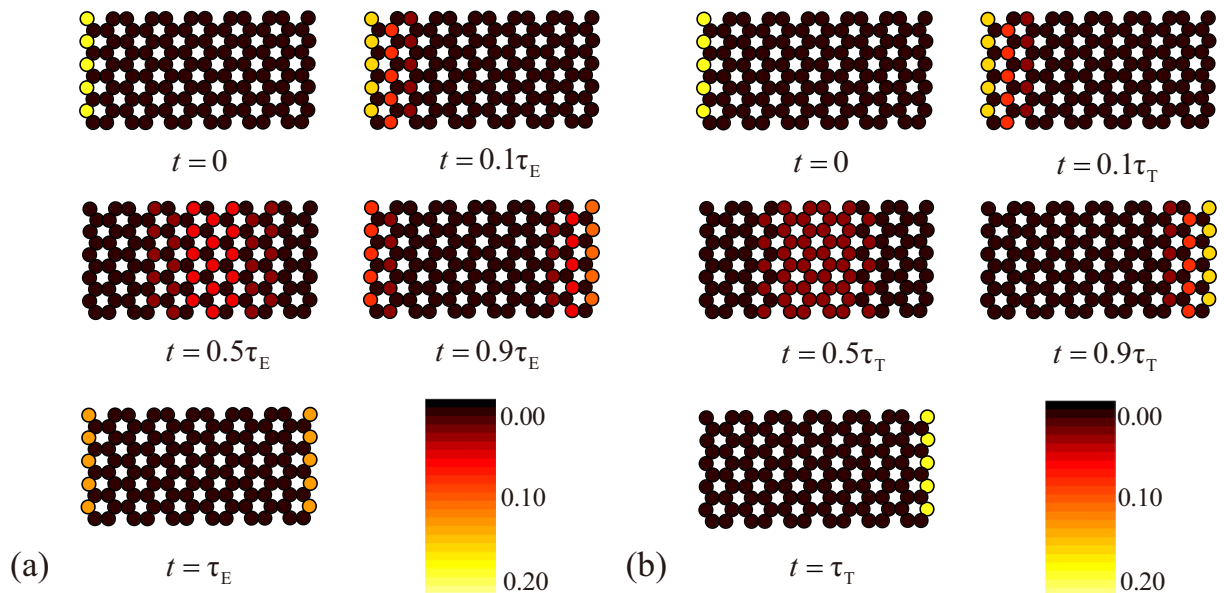 t = 0
t = 0.1τ_E
t = 0
t = 0.1τ_T
t = 0.5τ_E
t = 0.9τ_E
t = 0.5τ_T
t = 0.9τ_T
0.00
0.10
0.20
0.00
0.10
0.20
(a)
t = τ_E
(b)
t = τ_T